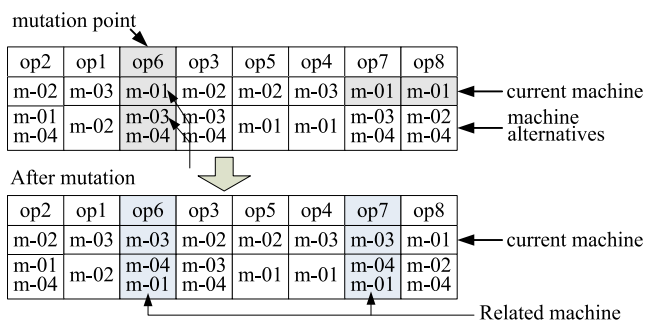 mutation point
op2 op1 op6 op3 op5 op4 op7 op8
m-02 m-03 m-01 m-02 m-02 m-03 m-01 m-01 current machine
m-01 m-04 m-02 m-03 m-04 m-03 m-04 m-01 m-01 m-03 m-04 m-02 m-04 machine alternatives
After mutation
op2 op1 op6 op3 op5 op4 op7 op8
m-02 m-03 m-03 m-02 m-02 m-03 m-03 m-01 current machine
m-01 m-04 m-02 m-04 m-01 m-03 m-04 m-01 m-01 m-04 m-01 m-02 m-04
Related machine